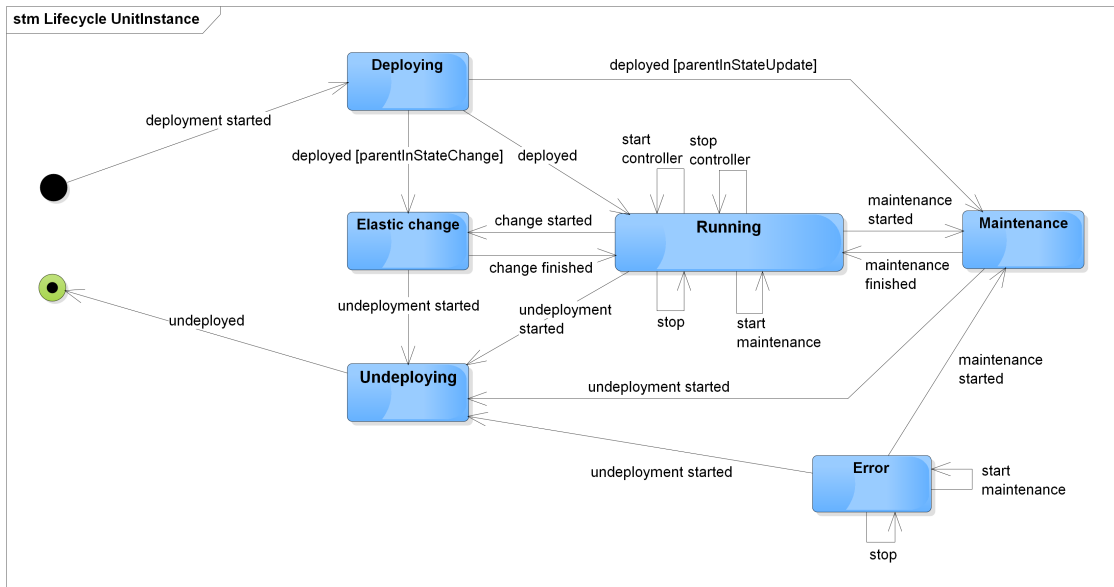 stm Lifecycle UnitInstance
Deploying
deployed [parentInStateUpdate]
deployment started
start
controller
stop
controller
deployed [parentInStateChange]
deployed
maintenance
started
Elastic change
change started
Running
Maintenance
change finished
maintenance
finished
undeployment started
undeployment
started
stop
start
maintenance
undeployed
Undeploying
undeployment started
maintenance
started
undeployment started
Error
start
maintenance
stop